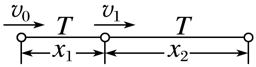 v₀ T v₁ T
x₁ x₂